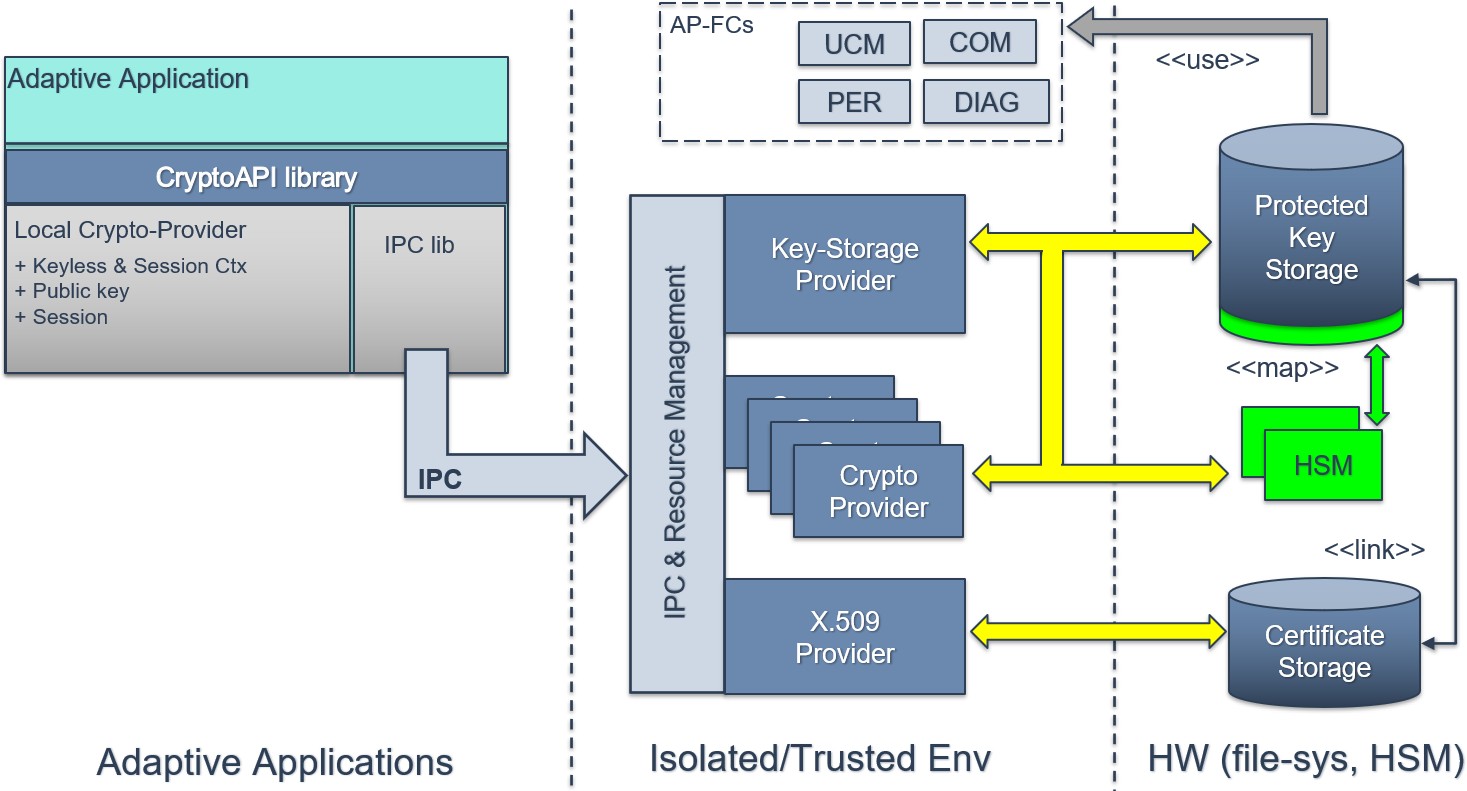 AP-FCs
UCM
COM
PER
DIAG
<<use>>
Adaptive Application
CryptoAPI library
Local Crypto-Provider
+ Keyless & Session Ctx
+ Public key
+ Session
IPC lib
IPC
IPC & Resource Management
Key-Storage
Provider
Crypto
Provider
X.509
Provider
Protected
Key
Storage
<<map>>
HSM
<<link>>
Certificate
Storage
Adaptive Applications
Isolated/Trusted Env
HW (file-sys, HSM)